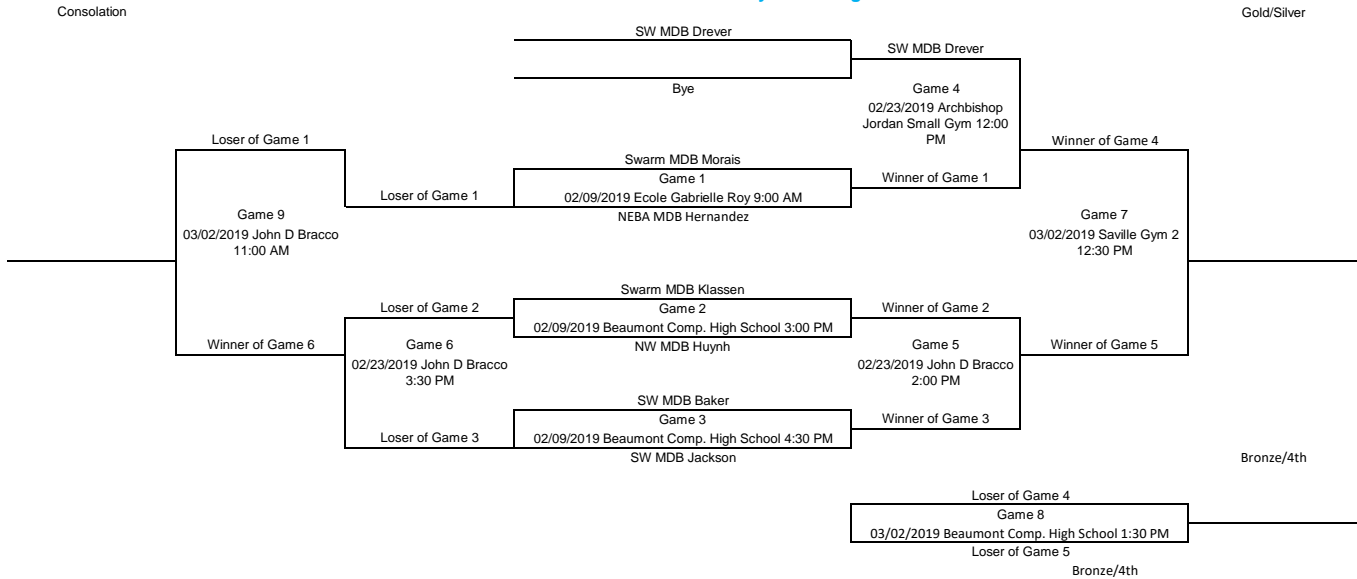 Consolation
Gold/Silver
SW MDB Drever
SW MDB Drever
Bye
Game 4
02/23/2019 Archbishop
Jordan Small Gym 12:00
PM
Loser of Game 1
Winner of Game 4
Swarm MDB Morais
Game 1
02/09/2019 Ecole Gabrielle Roy 9:00 AM
NEBA MDB Hernandez
Loser of Game 1
Winner of Game 1
Game 9
03/02/2019 John D Bracco
11:00 AM
Game 7
03/02/2019 Saville Gym 2
12:30 PM
Swarm MDB Klassen
Game 2
02/09/2019 Beaumont Comp. High School 3:00 PM
NW MDB Huynh
Loser of Game 2
Winner of Game 2
Winner of Game 6
Game 6
02/23/2019 John D Bracco
3:30 PM
Game 5
02/23/2019 John D Bracco
2:00 PM
Winner of Game 5
SW MDB Baker
Game 3
02/09/2019 Beaumont Comp. High School 4:30 PM
SW MDB Jackson
Loser of Game 3
Winner of Game 3
Bronze/4th
Loser of Game 4
Game 8
03/02/2019 Beaumont Comp. High School 1:30 PM
Loser of Game 5
Bronze/4th